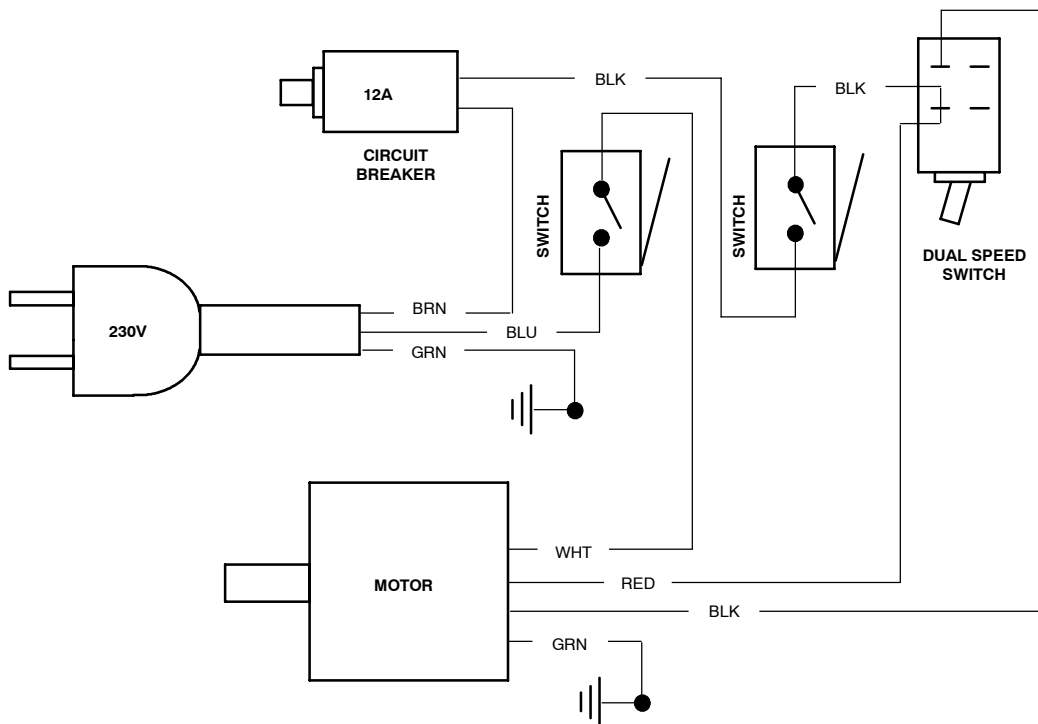 BLK
BLK
12A
CIRCUIT
BREAKER
SWITCH
SWITCH
DUAL SPEED
SWITCH
230V
BRN
BLU
GRN
WHT
MOTOR
RED
BLK
GRN